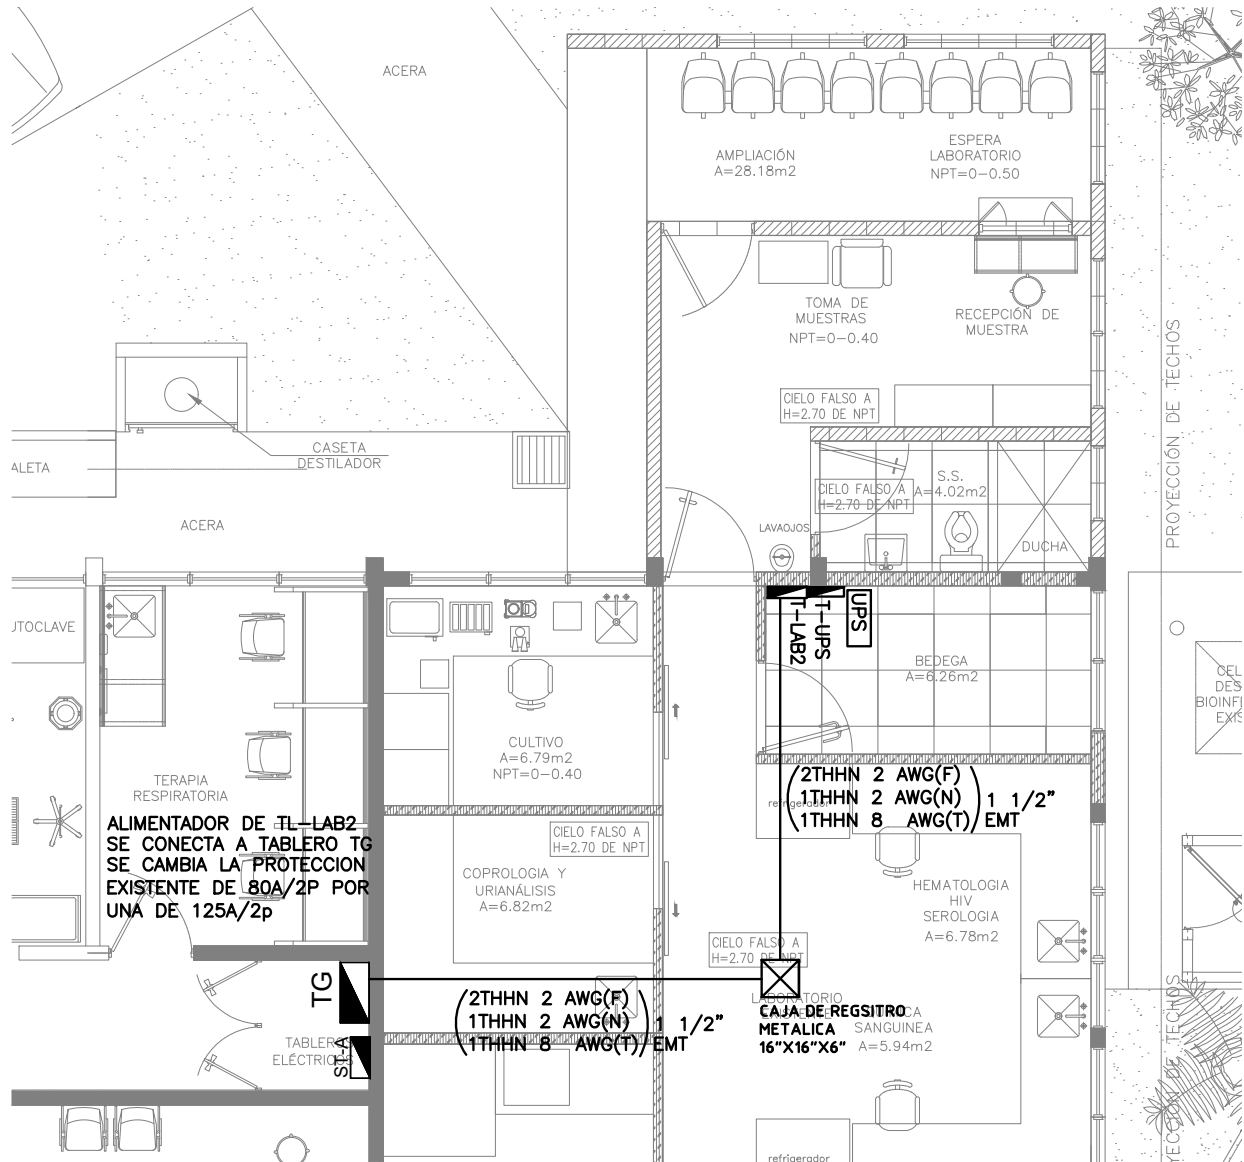 ACERA
AMPLIACIÓN
A=28.18m2
ESPERA
LABORATORIO
NPT=0-0.50
TOMA DE
MUESTRAS
NPT=0-0.40
RECEPCIÓN DE
MUESTRA
PROYECCIÓN DE TECHOS
CIELO FALSO A
H=2.70 DE NPT
CASETA
DESTILADOR
ALETA
ACERA
CIELO FALSO A
H=2.70 DE NPT
S.S.
A=4.02m2
LAVAOJOS
DUCHA
UTOCLAVE
T-LAB2
T-UPS
UPS
BEDEGA
A=6.26m2
CEL
DES
BIOINF
EXIS
CULTIVO
A=6.79m2
NPT=0-0.40
TERAPIA
RESPIRATORIA
(2THHN 2 AWG(F)
1THHN 2 AWG(N)
1THHN 8 AWG(T))
1 1/2"
EMT
refrigerador
ALIMENTADOR DE TL-LAB2
SE CONECTA A TABLERO TG
SE CAMBIA LA PROTECCION
EXISTENTE DE 80A/2P POR
UNA DE 125A/2p
CIELO FALSO A
H=2.70 DE NPT
COPROLOGIA Y
URIANÁLISIS
A=6.82m2
HEMATOLOGIA
HIV
SEROLOGIA
A=6.78m2
CIELO FALSO A
H=2.70 DE NPT
TG
(2THHN 2 AWG(F)
1THHN 2 AWG(N)
1THHN 8 AWG(T))
1 1/2"
EMT
LABORATORIO
CAJA DE REGSITRO
METALICA
16"X16"X6"
SANGUINEA
A=5.94m2
ST-A
TABLERO
ELÉCTRICO
YECCIÓN DE TECHOS
refrigerador